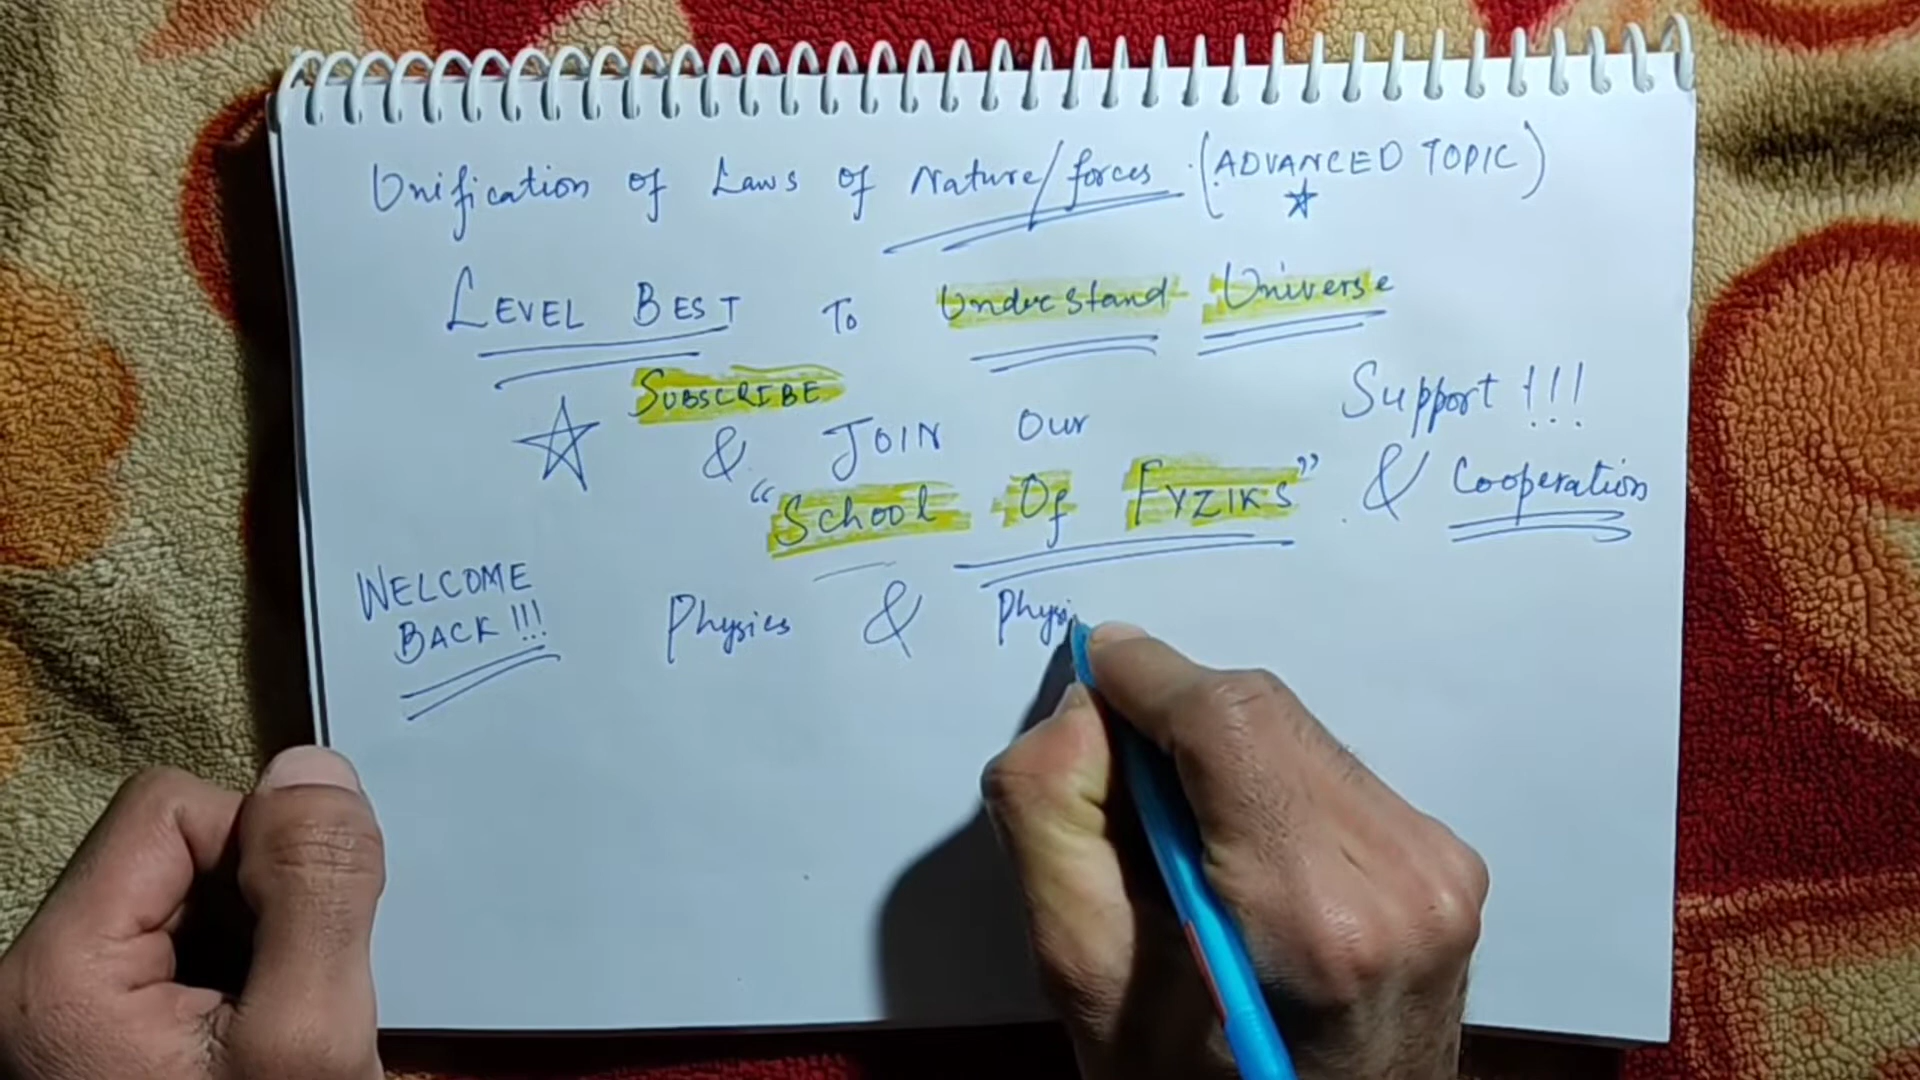 Unification of Laws of Nature/forces. (ADVANCED TOPIC)
LEVEL BEST To Understand Universe
SUBSCRIBE
& JOIN Our
Support !!!
"School Of FYZIKS" & Cooperation
WELCOME
BACK!!!
Physics & Physi